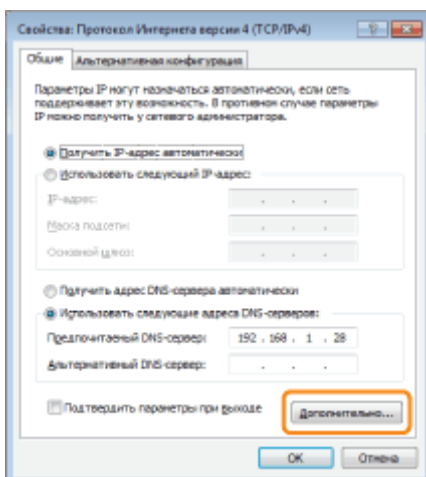 Свойства: Протокол Интернета версии 4 (TCP/IPv4)
Общие
Альтернативная конфигурация
Параметры IP могут назначаться автоматически, если сеть
поддерживает эту возможность. В противном случае параметры
IP можно получить у сетевого администратора.
Получить IP-адрес автоматически
Использовать следующий IP-адрес:
IP-адрес:
Маска подсети:
Основной шлюз:
Получить адрес DNS-сервера автоматически
Использовать следующие адреса DNS-серверов:
Предпочитаемый DNS-сервер: 192 . 168 . 1 . 28
Альтернативный DNS-сервер:
Подтвердить параметры при выходе
Дополнительно...
ОК Отмена